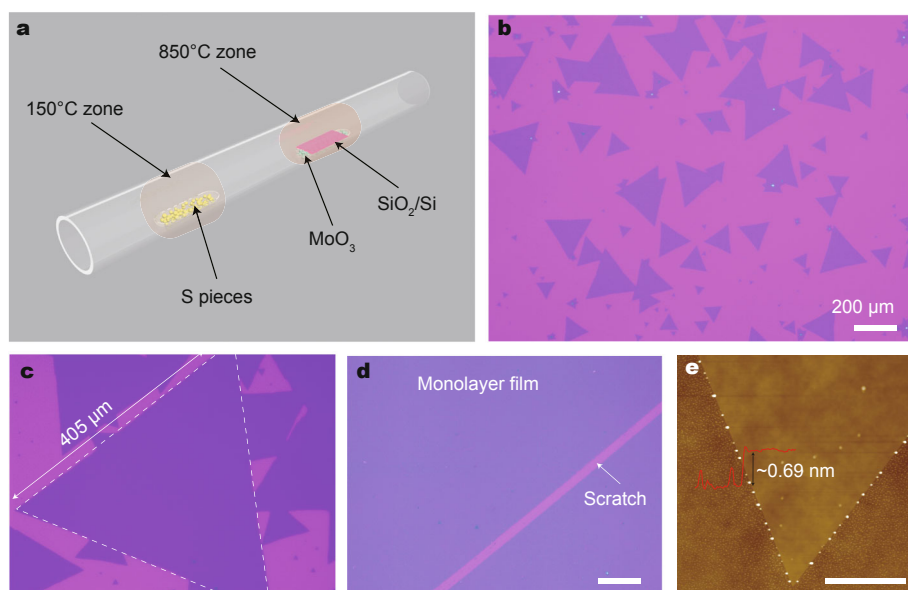 a
850°C zone
150°C zone
SiO₂/Si
MoO₃
S pieces
b
200 µm
c
405 µm
d
Monolayer film
Scratch
e
~0.69 nm